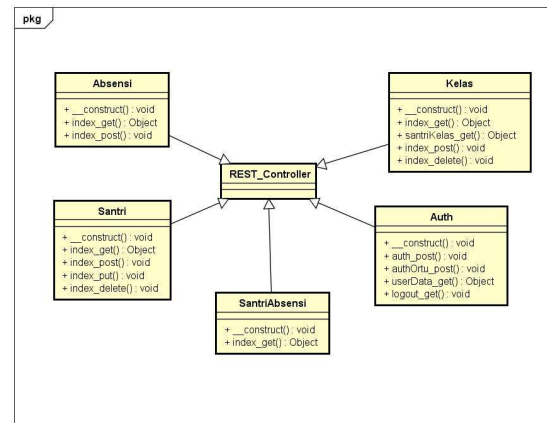 pkg
Absensi
+ __construct() : void
+ index_get() : Object
+ index_post() : void
Kelas
+ __construct() : void
+ index_get() : Object
+ santriKelas_get() : Object
+ index_post() : void
+ index_delete() : void
REST_Controller
Santri
+ __construct() : void
+ index_get() : Object
+ index_post() : void
+ index_put() : void
+ index_delete() : void
Auth
+ __construct() : void
+ auth_post() : void
+ authOrtu_post() : void
+ userData_get() : Object
+ logout_get() : void
SantriAbsensi
+ __construct() : void
+ index_get() : Object